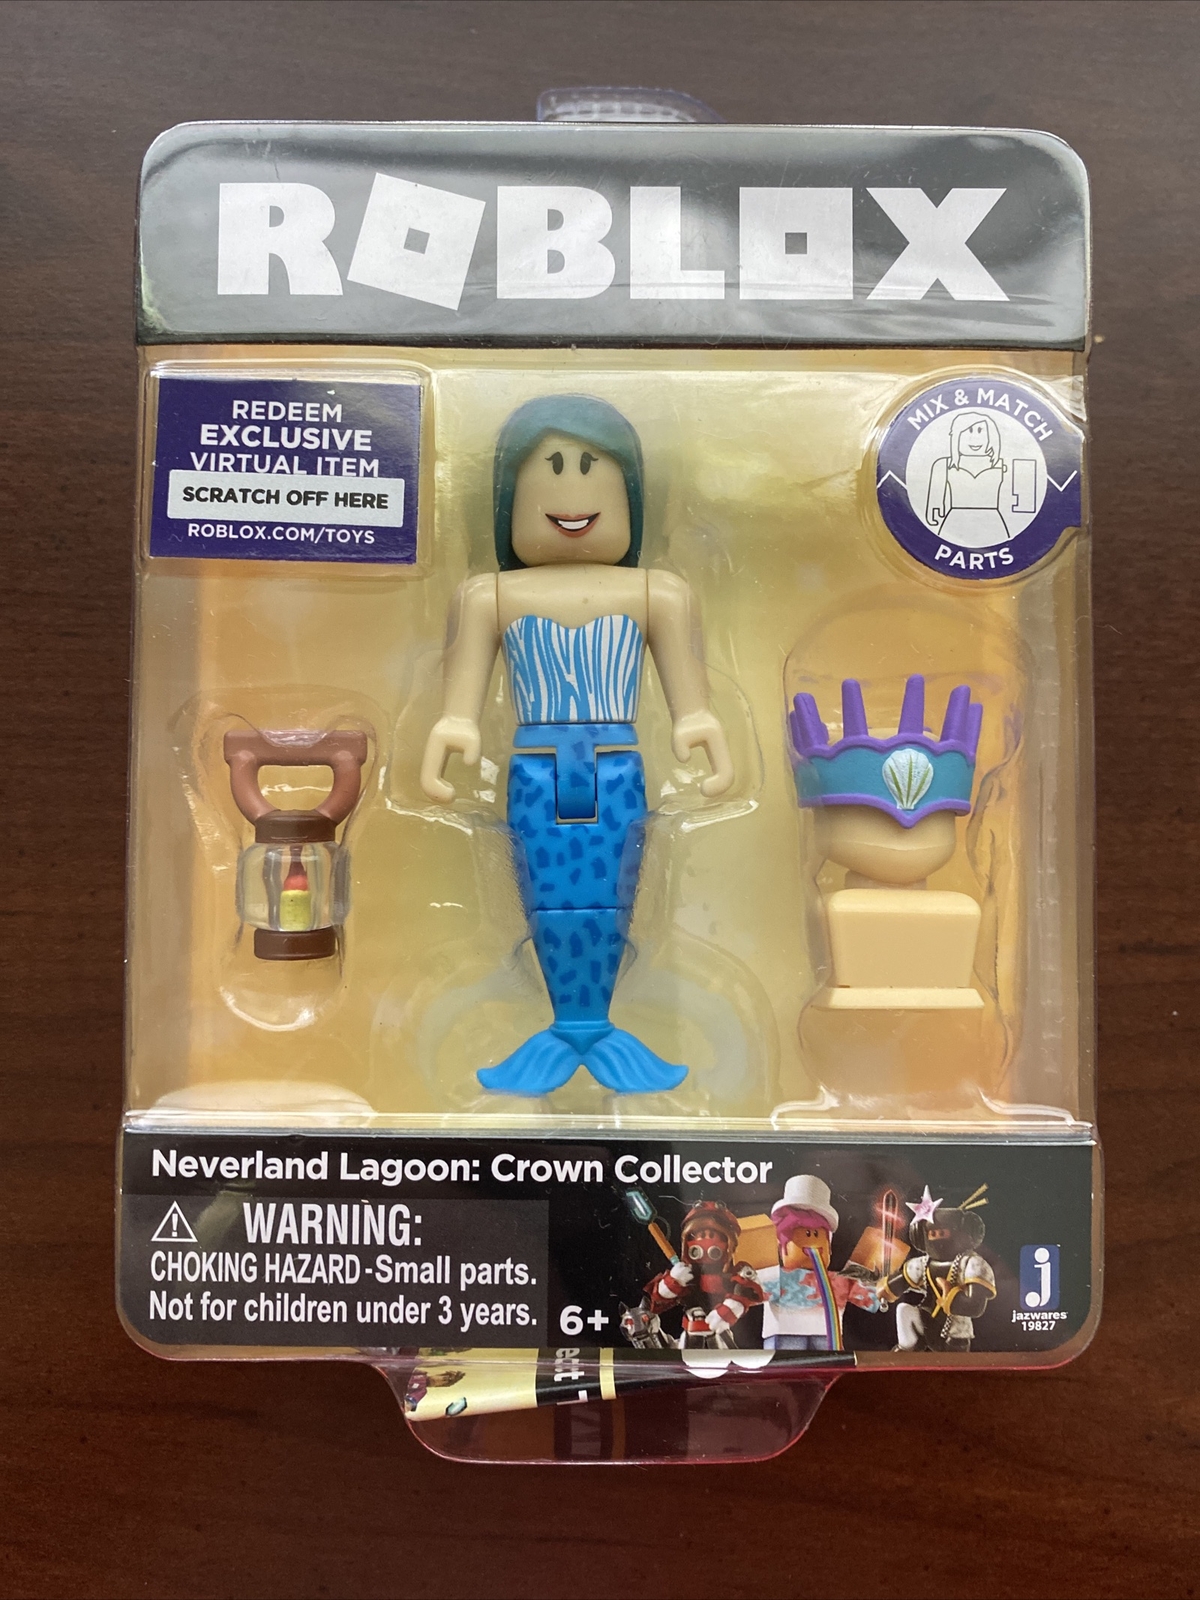 ROBLOX
REDEEM
EXCLUSIVE
VIRTUAL ITEM
SCRATCH OFF HERE
ROBLOX.COM/TOYS
MIX & MATCH
PARTS
Neverland Lagoon: Crown Collector
WARNING:
CHOKING HAZARD - Small parts.
Not for children under 3 years.
6+
jazwares
19827